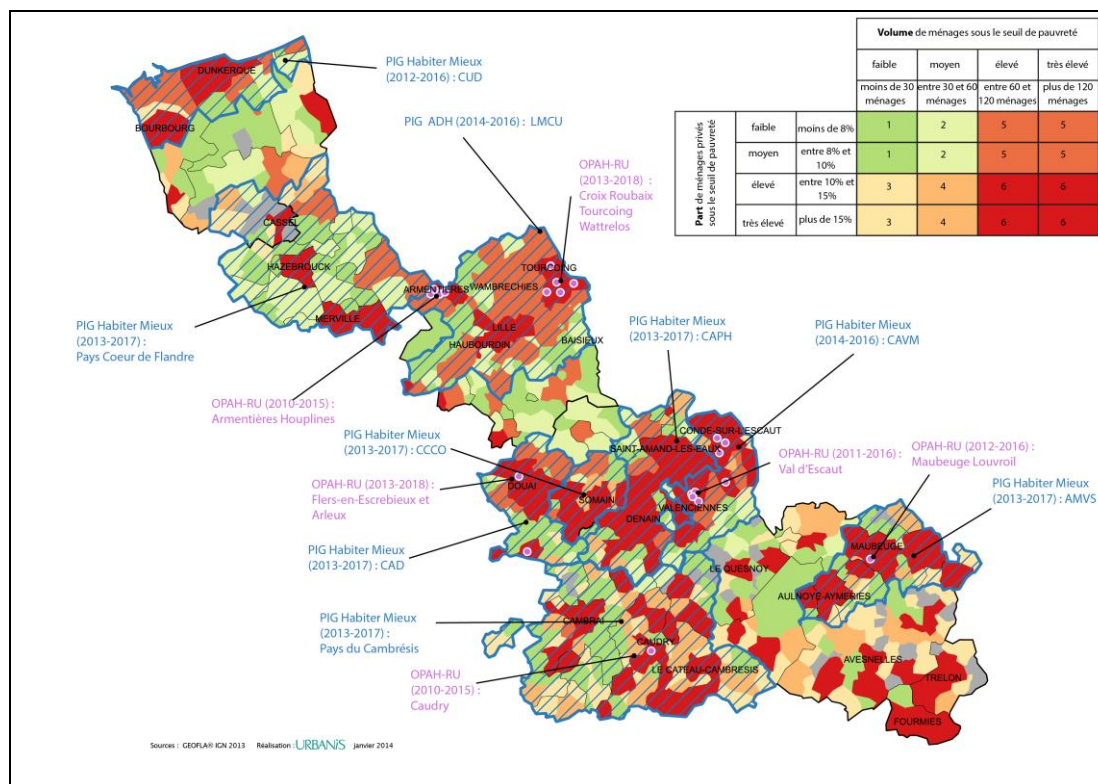 Volume de ménages sous le seuil de pauvreté
faible
moyen
élevé
très élevé
moins de 30 ménages
entre 30 et 60 ménages
entre 60 et 120 ménages
plus de 120 ménages
Part de ménages privés
sous le seuil de pauvreté
faible
moins de 8%
1
2
5
5
moyen
entre 8% et 10%
1
2
5
5
élevé
entre 10% et 15%
3
4
6
6
très élevé
plus de 15%
3
4
6
6
PIG Habiter Mieux
(2012-2016) : CUD
PIG ADH (2014-2016) : LMCU
OPAH-RU
(2013-2018) :
Croix Roubaix
Tourcoing
Wattrelos
DUNKERQUE
BOURBOURG
CASSEL
HAZEBROUCK
MERVILLE
ARMENTIERES
WAMBRECHIES
TOURCOING
LILLE
HAUBOURDIN
BAISIEUX
PIG Habiter Mieux
(2013-2017) :
Pays Coeur de Flandre
PIG Habiter Mieux
(2013-2017) : CAPH
PIG Habiter Mieux
(2014-2016) : CAVM
OPAH-RU (2010-2015) :
Armentières Houplines
PIG Habiter Mieux
(2013-2017) : CCCO
OPAH-RU (2013-2018) :
Flers-en-Escrebieux et
Arleux
CONDE-SUR-L'ESCAUT
SAINT-AMAND-LES-EAUX
OPAH-RU (2011-2016) :
Val d'Escaut
OPAH-RU (2012-2016) :
Maubeuge Louvroil
PIG Habiter Mieux
(2013-2017) : AMVS
DOUAI
SOMAIN
DENAIN
VALENCIENNES
PIG Habiter Mieux
(2013-2017) : CAD
MAUBEUGE
LE QUESNOY
AULNOYE-AYMERIES
PIG Habiter Mieux
(2013-2017) :
Pays du Cambrésis
CAMBRAI
CAUDRY
LE CATEAU-CAMBRESIS
AVESNELLES
TRELON
FOURMIES
OPAH-RU
(2010-2015) :
Caudry
Sources : GEOFLA® IGN 2013 Réalisation : URBANiS janvier 2014